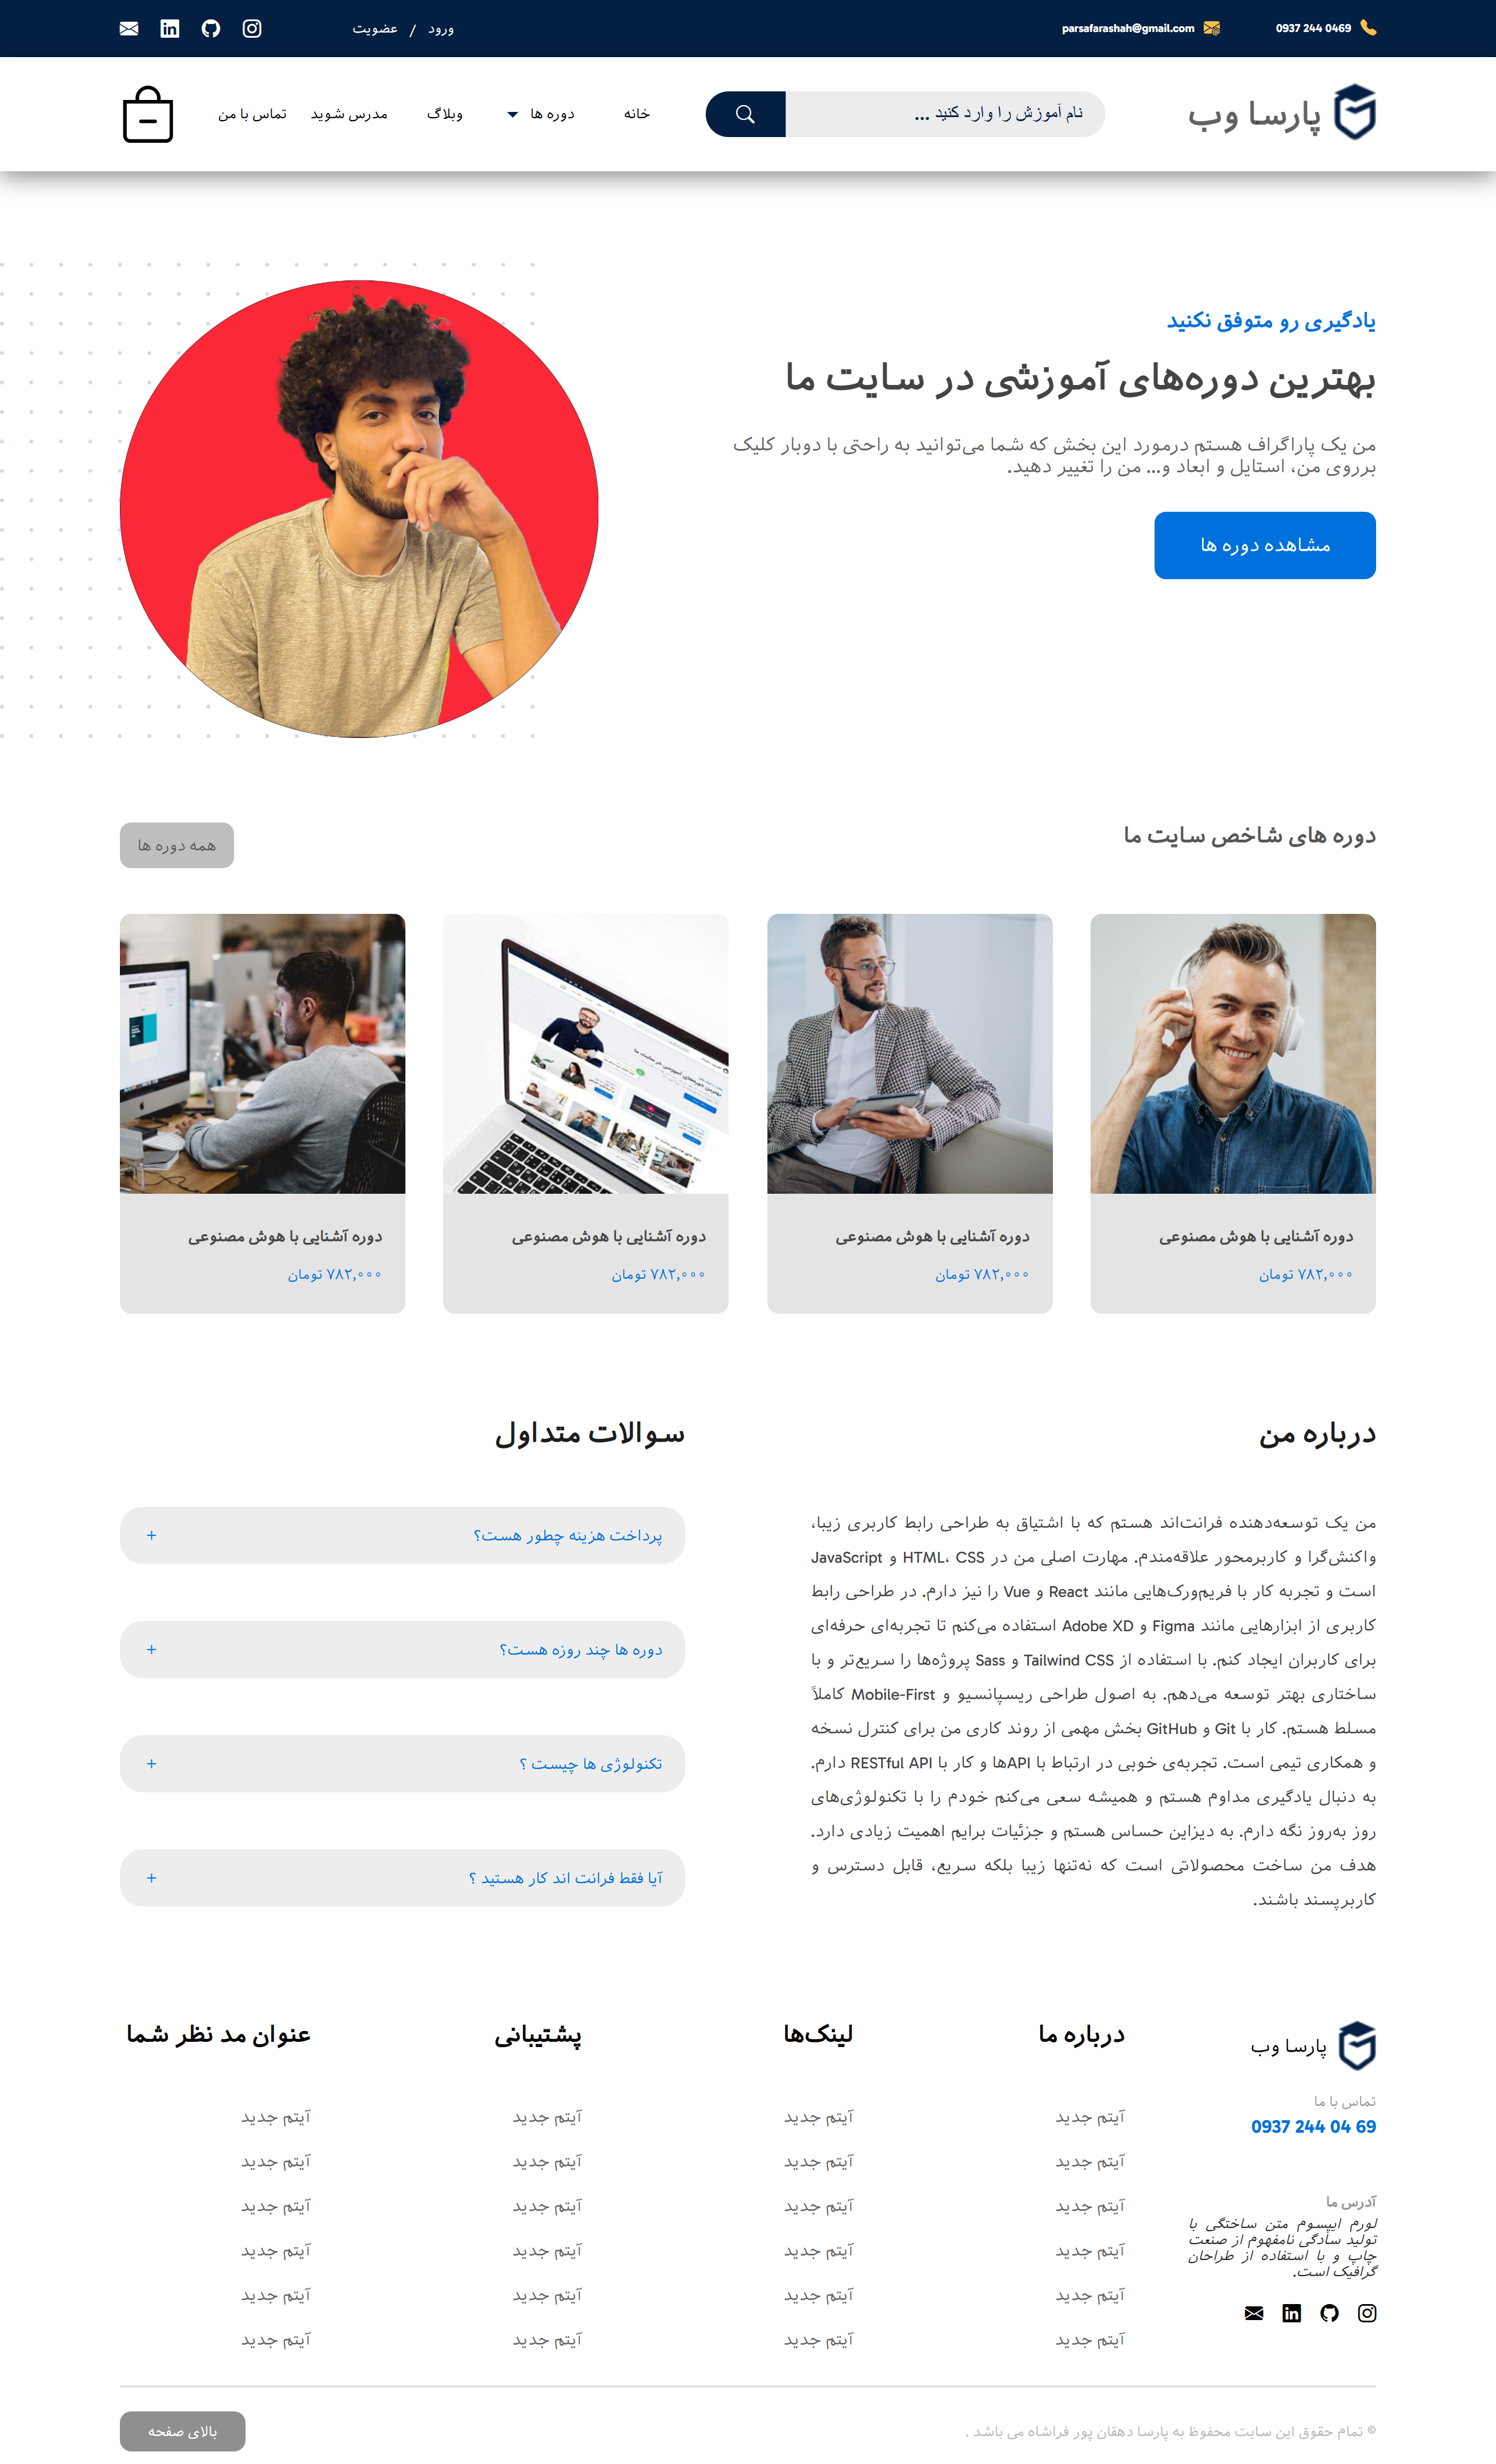 0937 244 0469
parsafarashah@gmail.com
ورود / عضویت
پارسا وب
نام آموزش را وارد کنید ...
خانه
دوره ها
وبلاگ
مدرس شوید
تماس با من
یادگیری رو متوفق نکنید
بهترین دوره‌های آموزشی در سایت ما
من یک پاراگراف هستم درمورد این بخش که شما می‌توانید به راحتی با دوبار کلیک
برروی من، استایل و ابعاد و... من را تغییر دهید.
مشاهده دوره ها
دوره های شاخص سایت ما
همه دوره ها
دوره آشنایی با هوش مصنوعی
۷۸۲,۰۰۰ تومان
دوره آشنایی با هوش مصنوعی
۷۸۲,۰۰۰ تومان
دوره آشنایی با هوش مصنوعی
۷۸۲,۰۰۰ تومان
دوره آشنایی با هوش مصنوعی
۷۸۲,۰۰۰ تومان
درباره من
من یک توسعه‌دهنده فرانت‌اند هستم که با اشتیاق به طراحی رابط کاربری زیبا،
واکنش‌گرا و کاربرمحور علاقه‌مندم. مهارت اصلی من در HTML، CSS و JavaScript
است و تجربه کار با فریم‌ورک‌هایی مانند React و Vue را نیز دارم. در طراحی رابط
کاربری از ابزارهایی مانند Figma و Adobe XD استفاده می‌کنم تا تجربه‌ای حرفه‌ای
برای کاربران ایجاد کنم. با استفاده از Tailwind CSS و Sass پروژه‌ها را سریع‌تر و با
ساختاری بهتر توسعه می‌دهم. به اصول طراحی ریسپانسیو و Mobile-First کاملاً
مسلط هستم. کار با Git و GitHub بخش مهمی از روند کاری من برای کنترل نسخه
و همکاری تیمی است. تجربه‌ی خوبی در ارتباط با APIها و کار با RESTful API دارم.
به دنبال یادگیری مداوم هستم و همیشه سعی می‌کنم خودم را با تکنولوژی‌های
روز به‌روز نگه دارم. به دیزاین حساس هستم و جزئیات برایم اهمیت زیادی دارد.
هدف من ساخت محصولاتی است که نه‌تنها زیبا بلکه سریع، قابل دسترس و
کاربرپسند باشند.
سوالات متداول
پرداخت هزینه چطور هست؟ +
دوره ها چند روزه هست؟ +
تکنولوژی ها چیست ؟ +
آیا فقط فرانت اند کار هستید ؟ +
پارسا وب
تماس با ما
0937 244 04 69
آدرس ما
لورم ایپسوم متن ساختگی با
تولید سادگی نامفهوم از صنعت
چاپ و با استفاده از طراحان
گرافیک است.
درباره ما
آیتم جدید
آیتم جدید
آیتم جدید
آیتم جدید
آیتم جدید
آیتم جدید
لینک‌ها
آیتم جدید
آیتم جدید
آیتم جدید
آیتم جدید
آیتم جدید
آیتم جدید
پشتیبانی
آیتم جدید
آیتم جدید
آیتم جدید
آیتم جدید
آیتم جدید
آیتم جدید
عنوان مد نظر شما
آیتم جدید
آیتم جدید
آیتم جدید
آیتم جدید
آیتم جدید
آیتم جدید
© تمام حقوق این سایت محفوظ به پارسا دهقان پور فراشاه می باشد .
بالای صفحه